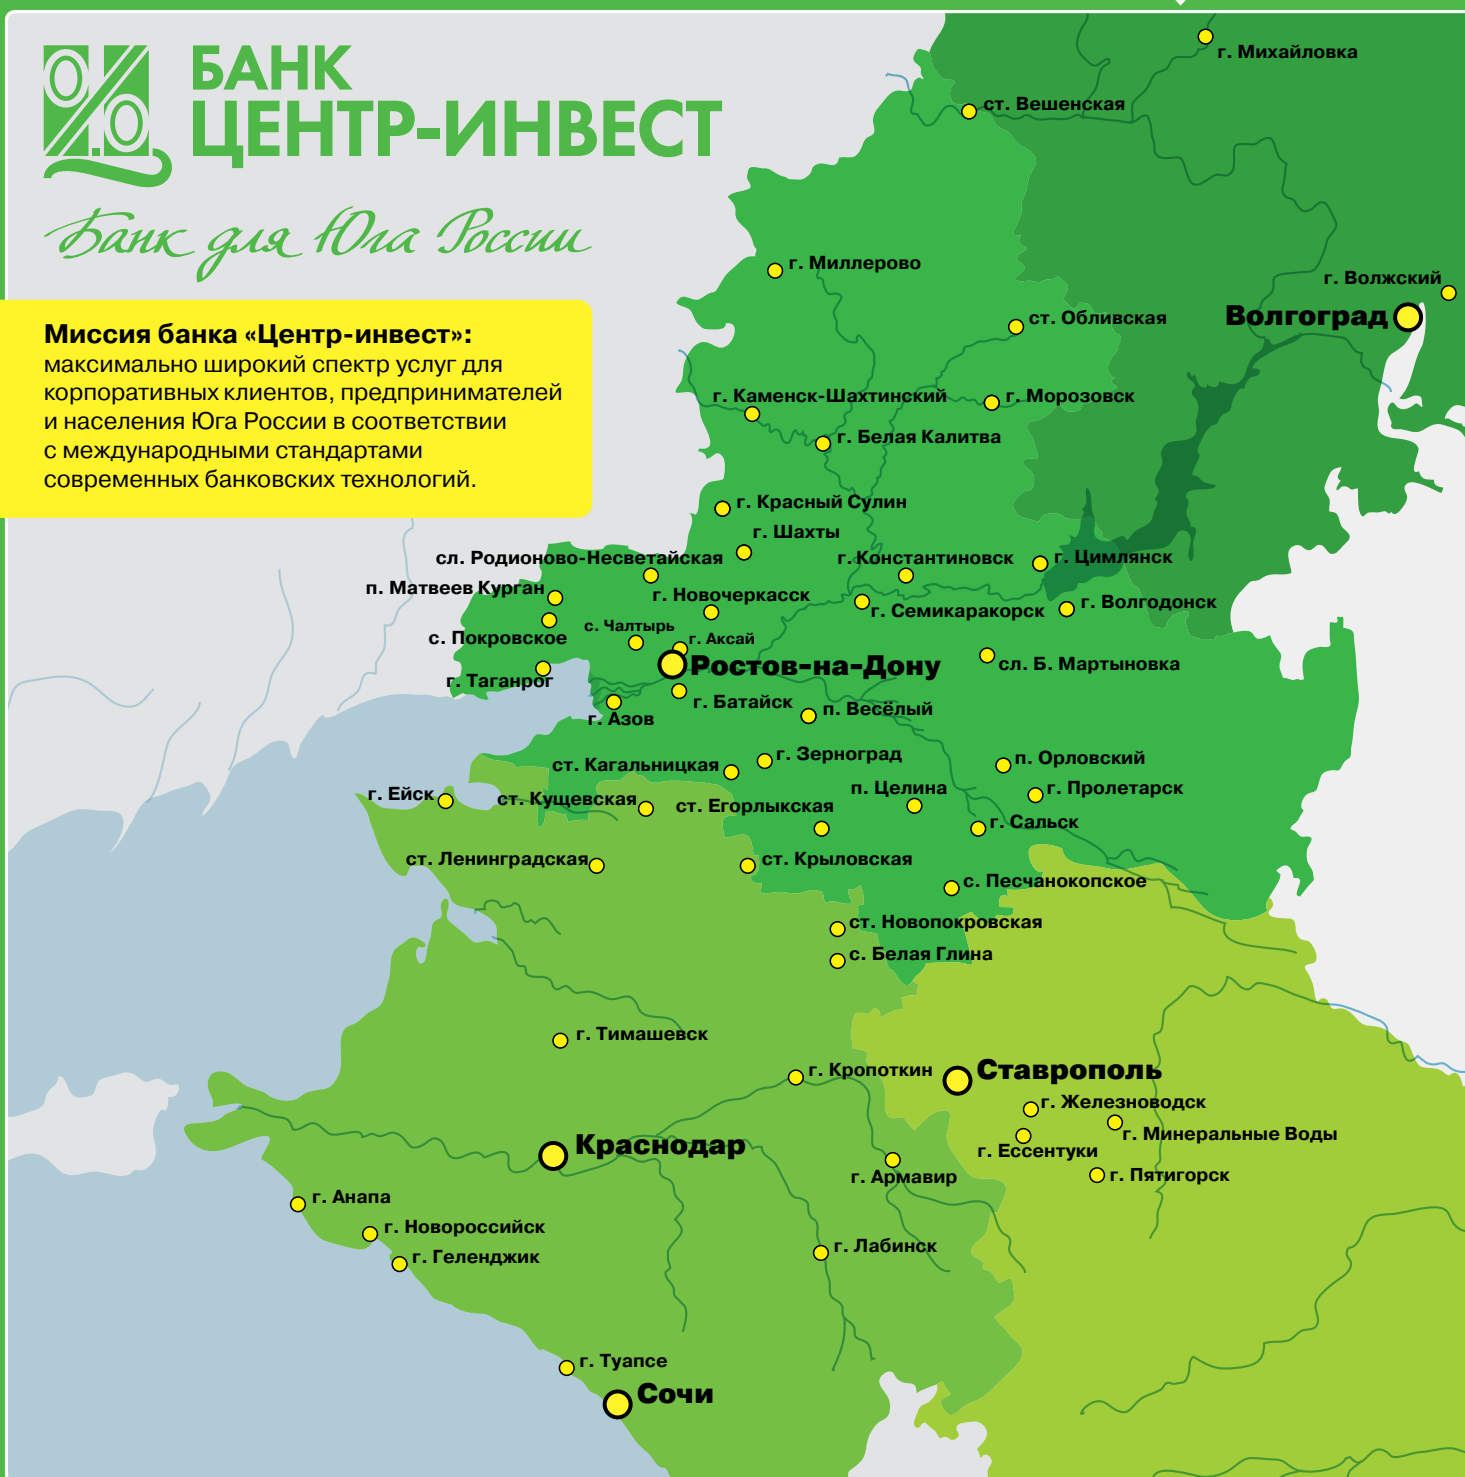 БАНК
ЦЕНТР-ИНВЕСТ
Банк для Юга России
Миссия банка «Центр-инвест»:
максимально широкий спектр услуг для
корпоративных клиентов, предпринимателей
и населения Юга России в соответствии
с международными стандартами
современных банковских технологий.
г. Михайловка
ст. Вешенская
г. Миллерово
г. Волжский
Волгоград
ст. Обливская
г. Каменск-Шахтинский
г. Морозовск
г. Белая Калитва
г. Красный Сулин
г. Шахты
сл. Родионово-Несветайская
г. Константиновск
г. Цимлянск
п. Матвеев Курган
г. Новочеркасск
г. Семикаракорск
г. Волгодонск
с. Покровское
с. Чалтырь
г. Аксай
Ростов-на-Дону
сл. Б. Мартыновка
г. Таганрог
г. Батайск
г. Азов
п. Весёлый
г. Зерноград
ст. Кагальницкая
п. Орловский
г. Ейск
ст. Кущевская
ст. Егорлыкская
п. Целина
г. Пролетарск
г. Сальск
ст. Ленинградская
ст. Крыловская
с. Песчанокопское
ст. Новопокровская
с. Белая Глина
г. Тимашевск
г. Кропоткин
Ставрополь
г. Железноводск
г. Минеральные Воды
г. Ессентуки
Краснодар
г. Армавир
г. Пятигорск
г. Анапа
г. Новороссийск
г. Геленджик
г. Лабинск
г. Туапсе
Сочи